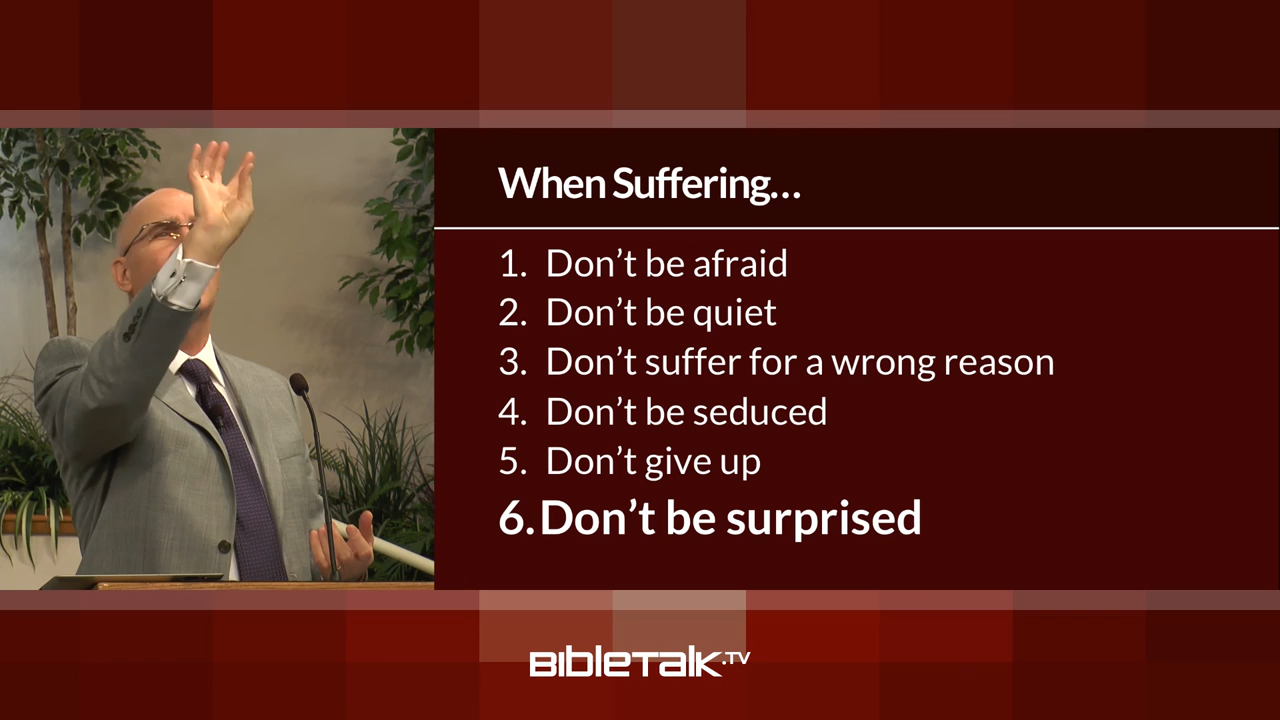 When Suffering...
1. Don't be afraid
2. Don't be quiet
3. Don't suffer for a wrong reason
4. Don't be seduced
5. Don't give up
6. Don't be surprised
BIBLETALK.TV